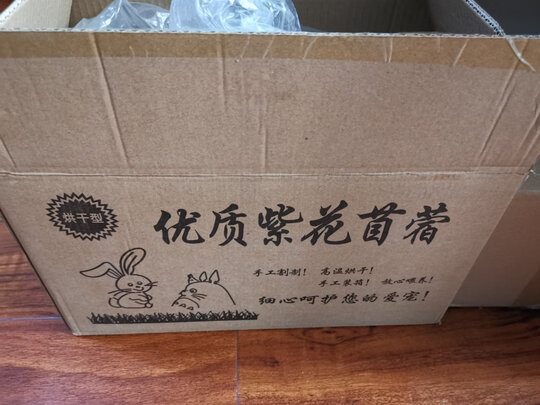 烘干型
优质紫花苜蓿
手工割制！ 高温烘干！
手工装箱！ 放心喂养！
细心呵护您的爱宠！